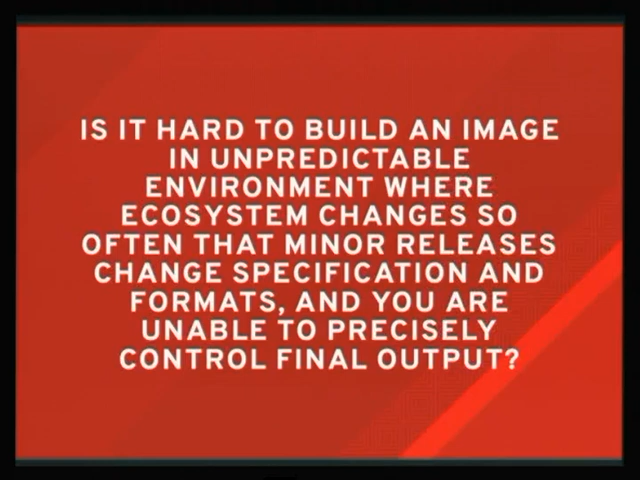 IS IT HARD TO BUILD AN IMAGE
IN UNPREDICTABLE
ENVIRONMENT WHERE
ECOSYSTEM CHANGES SO
OFTEN THAT MINOR RELEASES
CHANGE SPECIFICATION AND
FORMATS, AND YOU ARE
UNABLE TO PRECISELY
CONTROL FINAL OUTPUT?